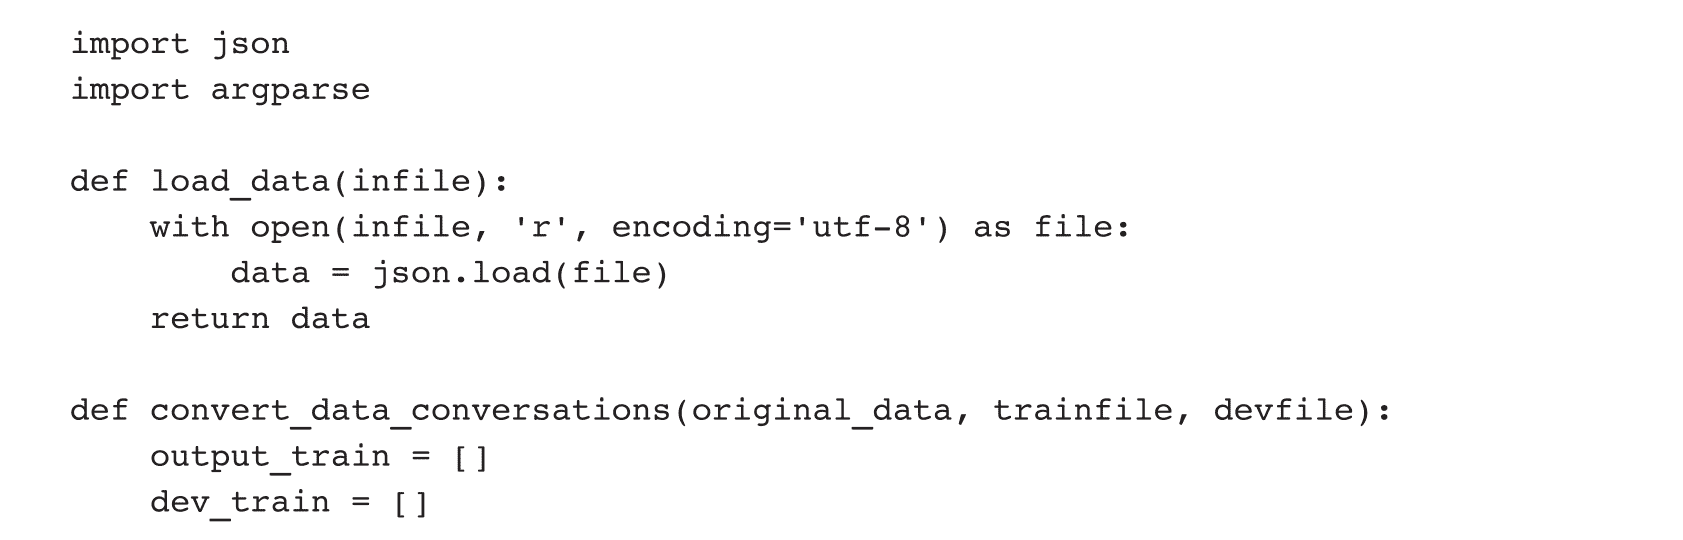 import json
import argparse

def load_data(infile):
    with open(infile, 'r', encoding='utf-8') as file:
        data = json.load(file)
    return data

def convert_data_conversations(original_data, trainfile, devfile):
    output_train = []
    dev_train = []